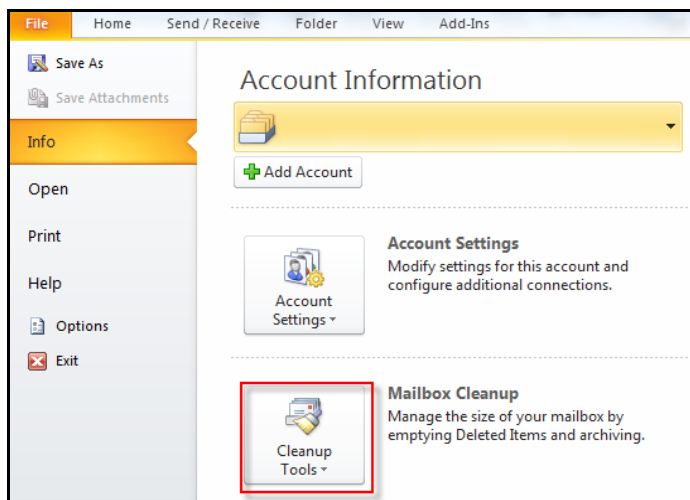 File Home Send / Receive Folder View Add-Ins
Save As
Save Attachments
Info
Open
Print
Help
Options
Exit
Account Information
Add Account
Account
Settings
Account Settings
Modify settings for this account and
configure additional connections.
Cleanup
Tools
Mailbox Cleanup
Manage the size of your mailbox by
emptying Deleted Items and archiving.